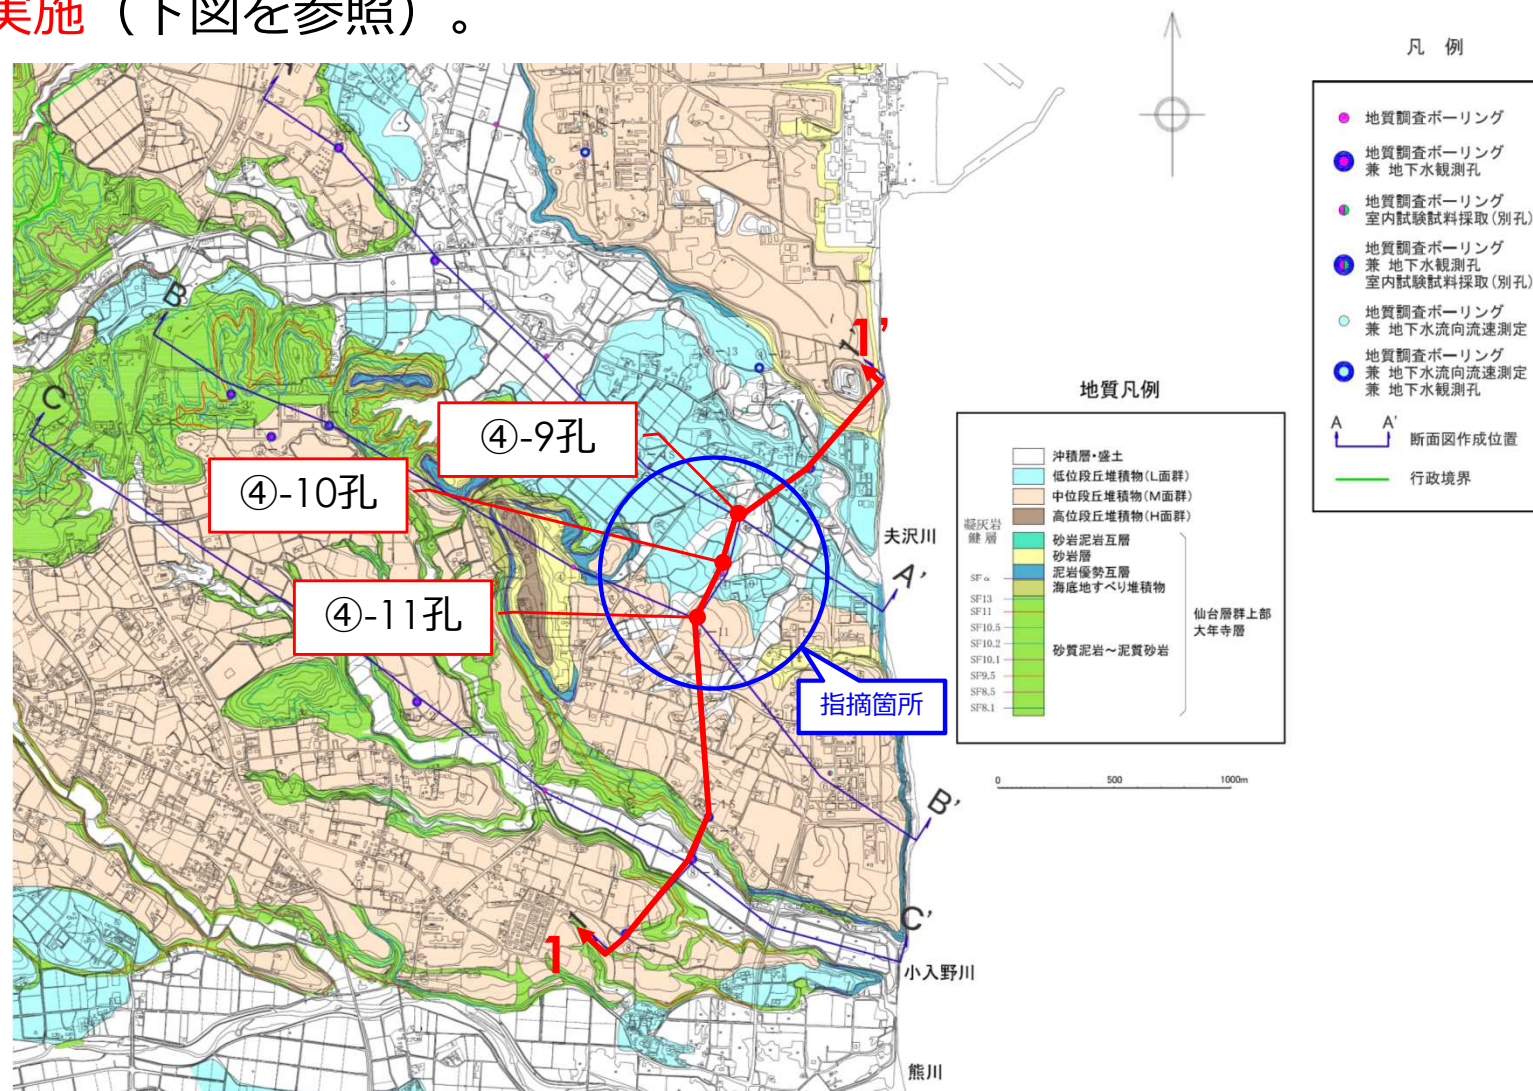 実施（下図を参照）。
凡　例
地質調査ボーリング
地質調査ボーリング
兼 地下水観測孔
地質調査ボーリング
室内試験試料採取(別孔)
地質調査ボーリング
兼 地下水観測孔
室内試験試料採取(別孔)
地質調査ボーリング
兼 地下水流向流速測定
地質調査ボーリング
兼 地下水流向流速測定
兼 地下水観測孔
A A'
断面図作成位置
行政境界
B
C
1'
④-9孔
④-10孔
④-11孔
指摘箇所
夫沢川
A'
B'
C'
1
小入野川
熊川
地質凡例
沖積層・盛土
低位段丘堆積物(L面群)
中位段丘堆積物(M面群)
高位段丘堆積物(H面群)
凝灰岩
鍵 層
砂岩泥岩互層
砂岩層
泥岩優勢互層
海底地すべり堆積物
砂質泥岩～泥質砂岩
SFα
SF13
SF11
SF10.5
SF10.2
SF10.1
SF9.5
SF8.5
SF8.1
仙台層群上部
大年寺層
0 500 1000m